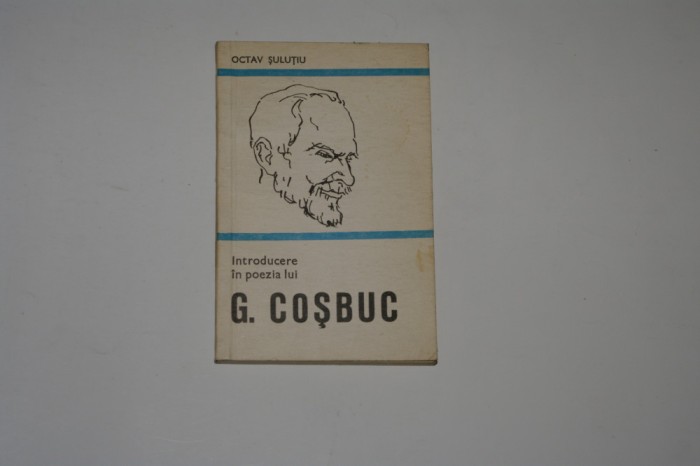 OCTAV ŞULUŢIU
Introducere
în poezia lui
G. COŞBUC